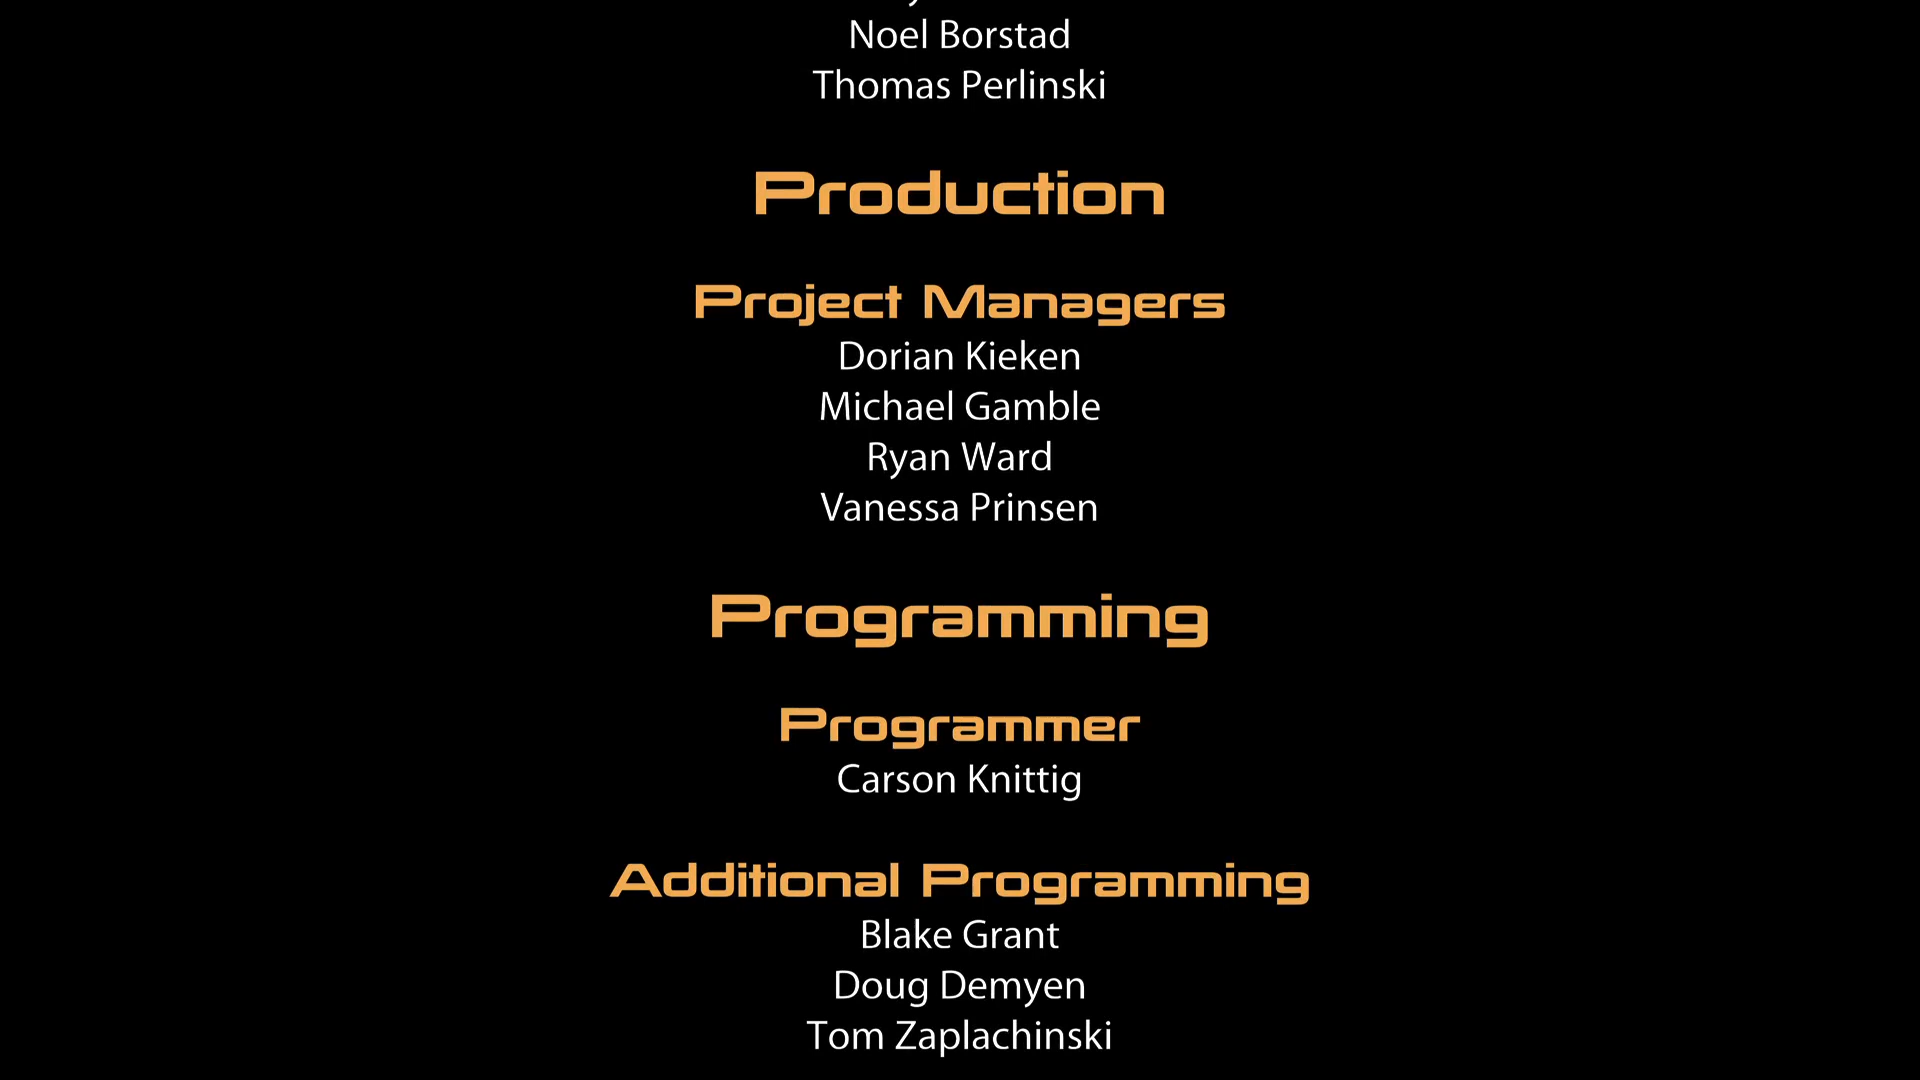 Noel Borstad
Thomas Perlinski
Production
Project Managers
Dorian Kieken
Michael Gamble
Ryan Ward
Vanessa Prinsen
Programming
Programmer
Carson Knittig
Additional Programming
Blake Grant
Doug Demyen
Tom Zaplachinski